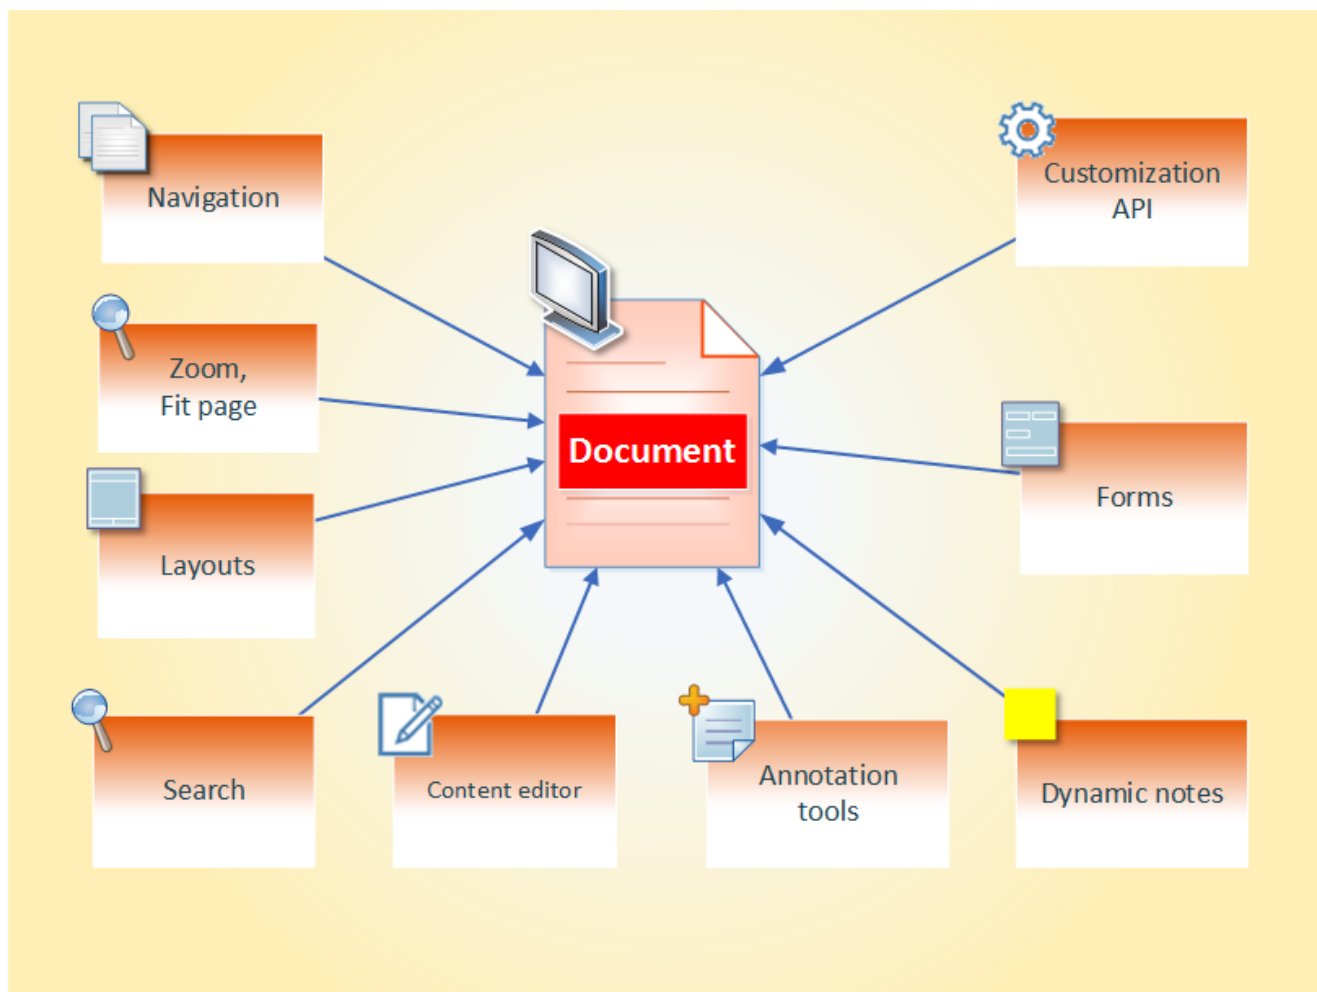 Navigation
Customization
API
Zoom,
Fit page
Document
Forms
Layouts
Search
Content editor
Annotation
tools
Dynamic notes